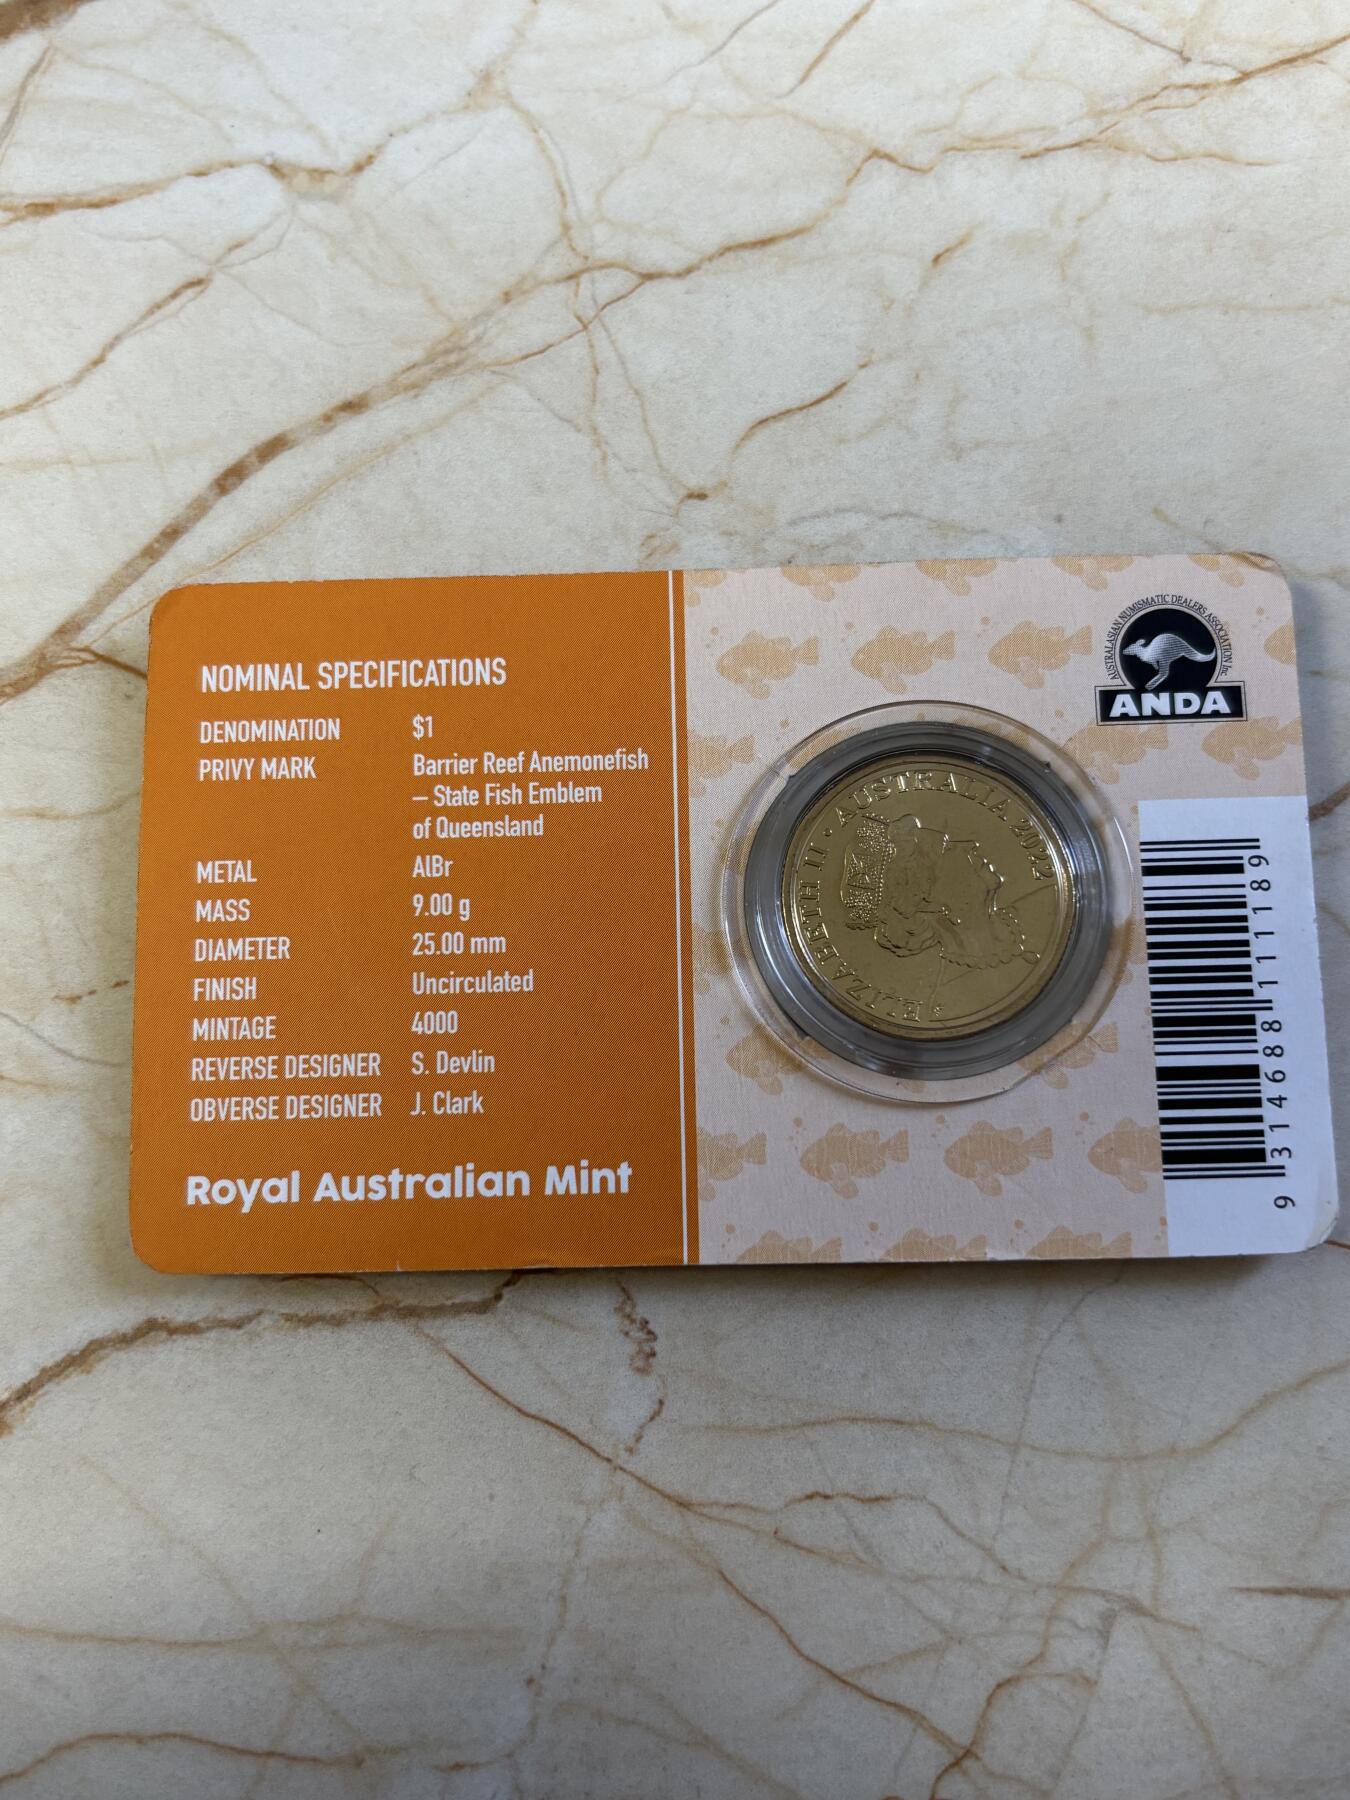 NOMINAL SPECIFICATIONS
DENOMINATION $1
PRIVY MARK Barrier Reef Anemonefish
– State Fish Emblem
of Queensland
METAL AlBr
MASS 9.00 g
DIAMETER 25.00 mm
FINISH Uncirculated
MINTAGE 4000
REVERSE DESIGNER S. Devlin
OBVERSE DESIGNER J. Clark
Royal Australian Mint
ELIZABETH II • AUSTRALIA 2022
AUSTRALASIAN NUMISMATIC DEALERS ASSOCIATION Inc.
ANDA
9 314688 111189